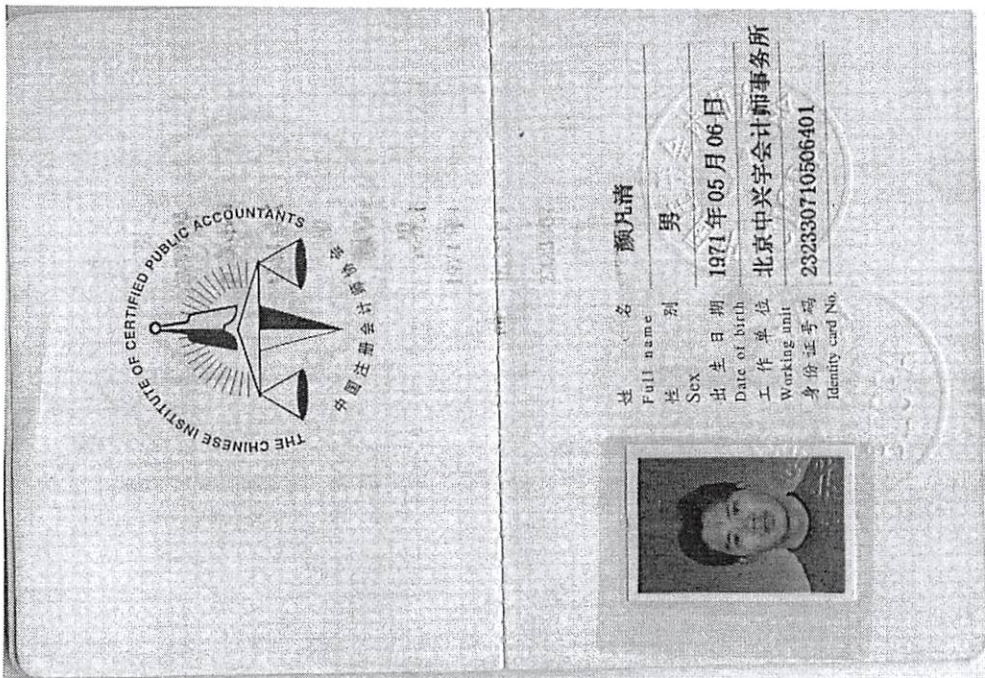 THE CHINESE INSTITUTE OF CERTIFIED PUBLIC ACCOUNTANTS
中国注册会计师协会
姓名 颜凡清
Full name
性别 男
Sex
出生日期 1971年05月06日
Date of birth
工作单位 北京中兴宇会计师事务所
Working unit
身份证号码 232330710506401
Identity card No.